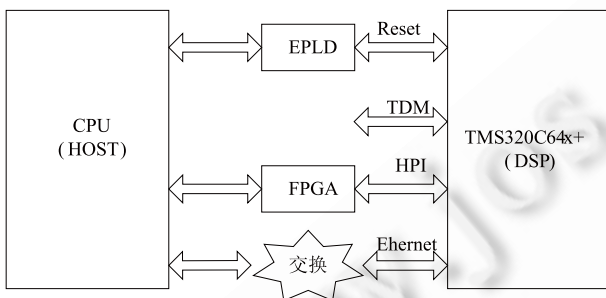 CPU
(HOST)
EPLD
Reset
TDM
TMS320C64x+
(DSP)
HPI
FPGA
Ehernet
交换